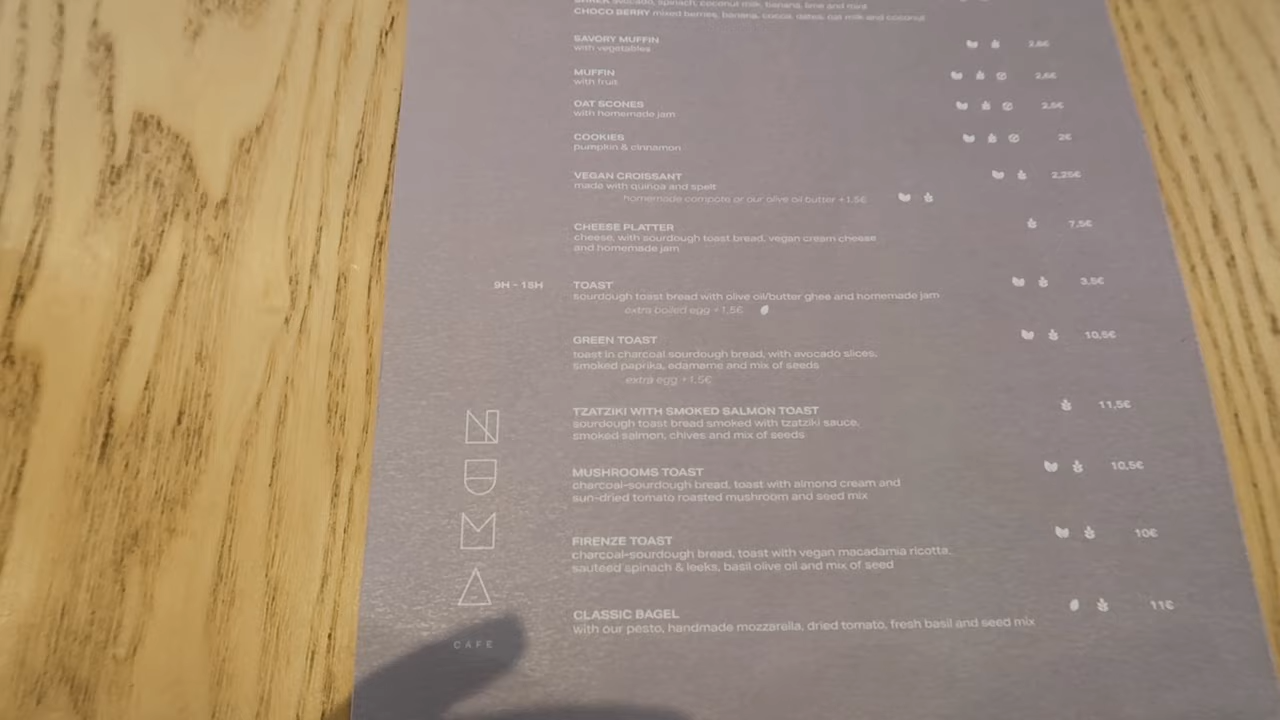 avocado, spinach, coconut milk, banana, lime and mint
CHOCO BERRY mixed berries, banana, cocoa, dates, oat milk and coconut
SAVORY MUFFIN
with vegetables
MUFFIN
with fruit
OAT SCONES
with homemade jam
COOKIES 2€
pumpkin & cinnamon
VEGAN CROISSANT 2,25€
made with quinoa and spelt
homemade compote or our olive oil butter +1.5€
CHEESE PLATTER 7,5€
cheese, with sourdough toast bread, vegan cream cheese
and homemade jam
9H - 18H TOAST 3,5€
sourdough toast bread with olive oil/butter ghee and homemade jam
extra boiled egg +1,5€
GREEN TOAST 10,5€
toast in charcoal sourdough bread, with avocado slices,
smoked paprika, edamame and mix of seeds
extra egg +1,5€
TZATZIKI WITH SMOKED SALMON TOAST 11,5€
sourdough toast bread smoked with tzatziki sauce,
smoked salmon, chives and mix of seeds
MUSHROOMS TOAST 10,5€
charcoal-sourdough bread, toast with almond cream and
sun-dried tomato roasted mushroom and seed mix
FIRENZE TOAST 10€
charcoal-sourdough bread, toast with vegan macadamia ricotta,
sauteed spinach & leeks, basil olive oil and mix of seed
CLASSIC BAGEL 11€
with our pesto, handmade mozzarella, dried tomato, fresh basil and seed mix
N
U
M
A
CAFE